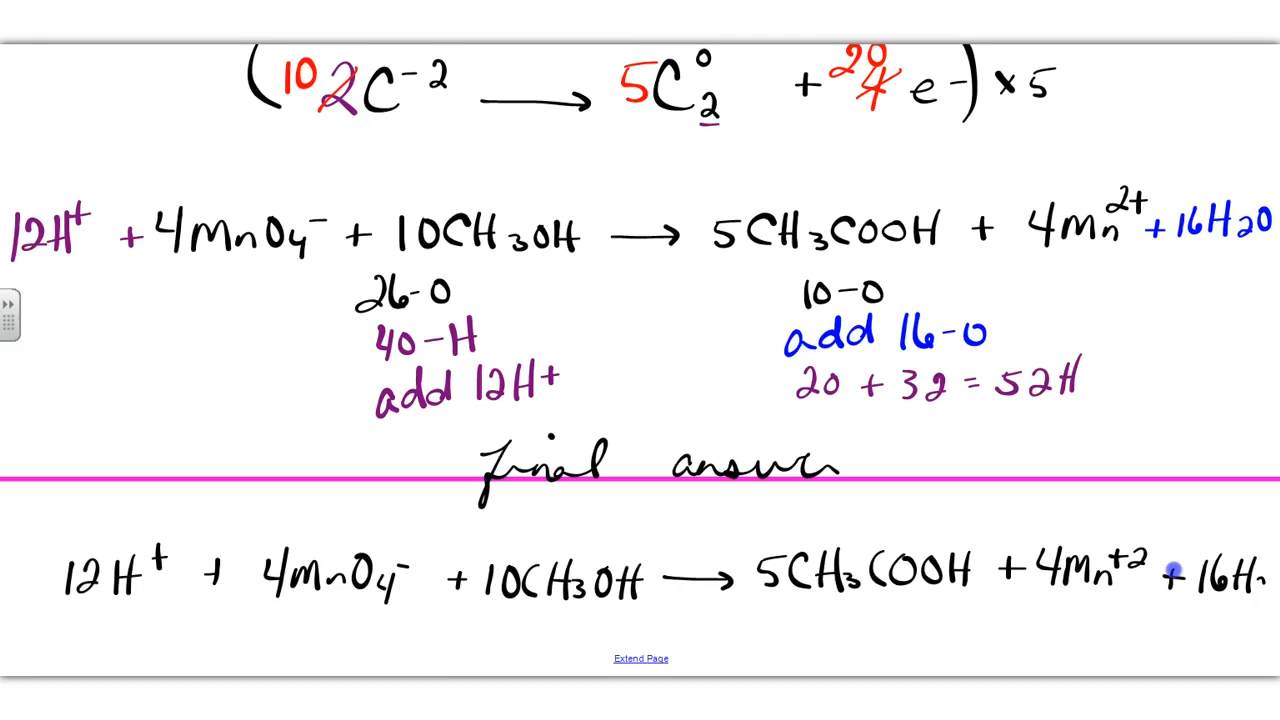 (10 2C⁻² ⟶ 5C₂⁰ + 20 4 e⁻) × 5
12H⁺ + 4MnO₄⁻ + 10CH₃OH ⟶ 5CH₃COOH + 4Mn²⁺ + 16H₂O
26-O 10-O
40-H add 16-O
add 12H+ 20 + 32 = 52H
final answer
12H⁺ + 4MnO₄⁻ + 10CH₃OH ⟶ 5CH₃COOH + 4Mn⁺² + 16H₂
Extend Page